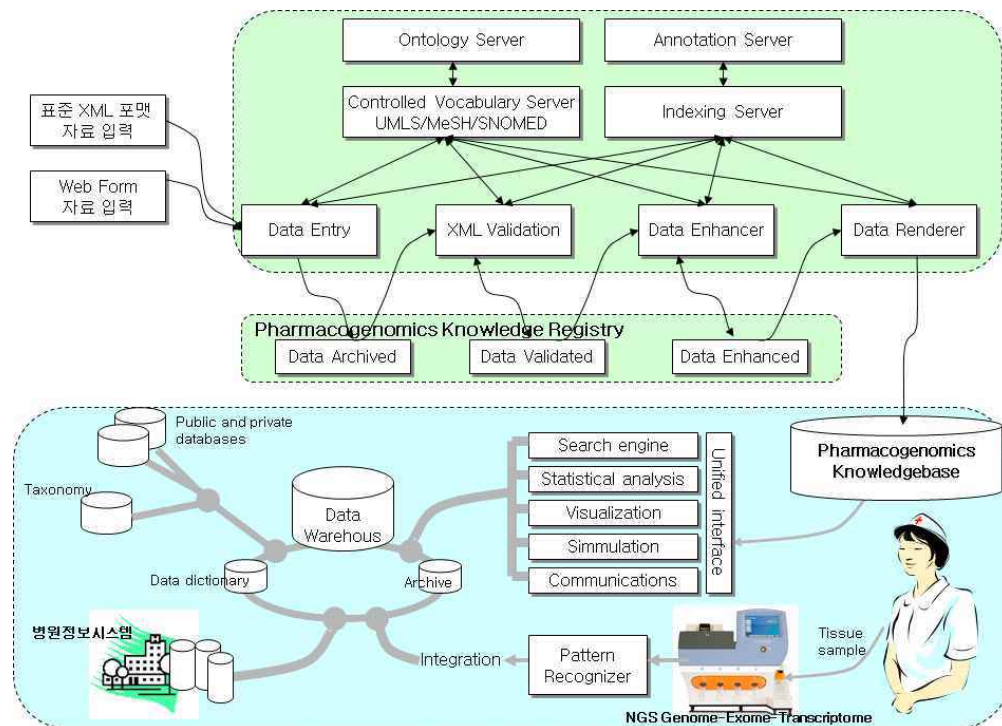 Ontology Server
Annotation Server
표준 XML 포맷
자료 입력
Controlled Vocabulary Server
UMLS/MeSH/SNOMED
Indexing Server
Web Form
자료 입력
Data Entry
XML Validation
Data Enhancer
Data Renderer
Pharmacogenomics Knowledge Registry
Data Archived
Data Validated
Data Enhanced
Public and private
databases
Search engine
Statistical analysis
Visualization
Simmulation
Communications
Unified interface
Pharmacogenomics
Knowledgebase
Taxonomy
Data
Warehous
Data dictionary
Archive
병원정보시스템
Integration
Pattern
Recognizer
Tissue
sample
NGS Genome-Exome-Transcriptome